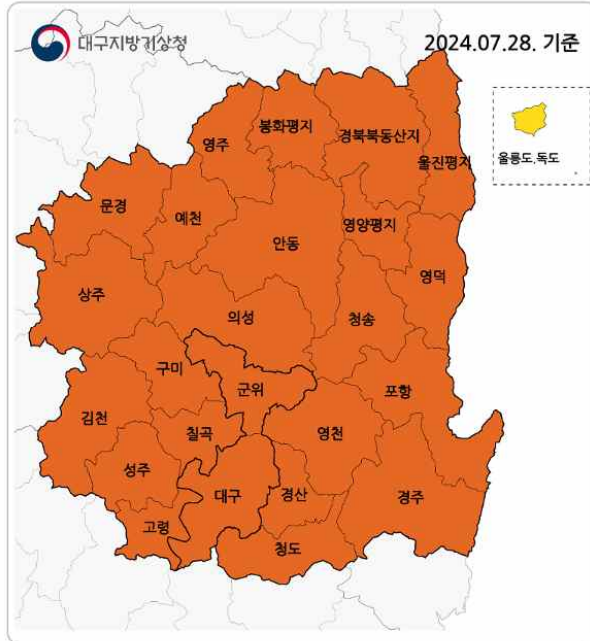 대구지방기상청
2024.07.28. 기준
봉화평지
경북북동산지
영주
울진평지
울릉도.독도
문경
예천
영양평지
안동
영덕
상주
의성
청송
구미
군위
포항
김천
칠곡
영천
성주
대구
경산
경주
고령
청도